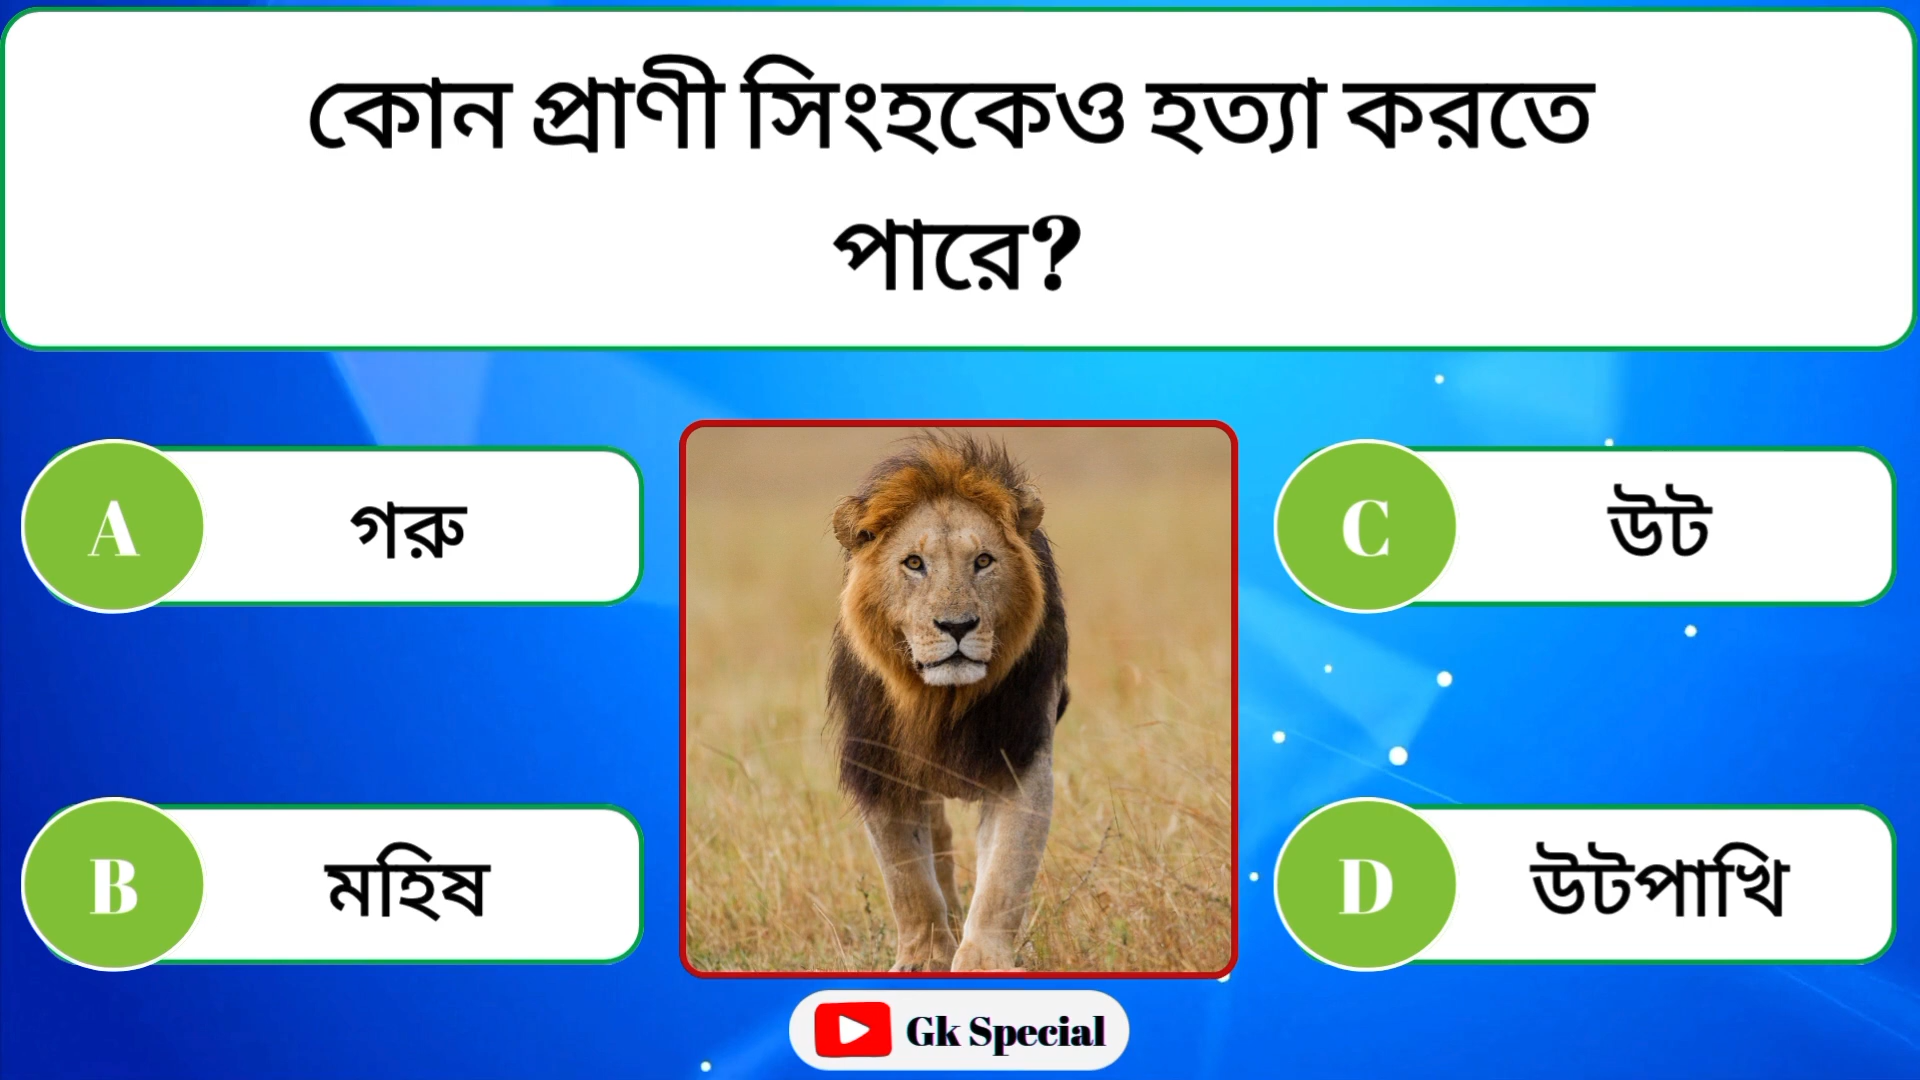 কোন প্রাণী সিংহকেও হত্যা করতে
পারে?
A গরু
B মহিষ
C উট
D উটপাখি
Gk Special